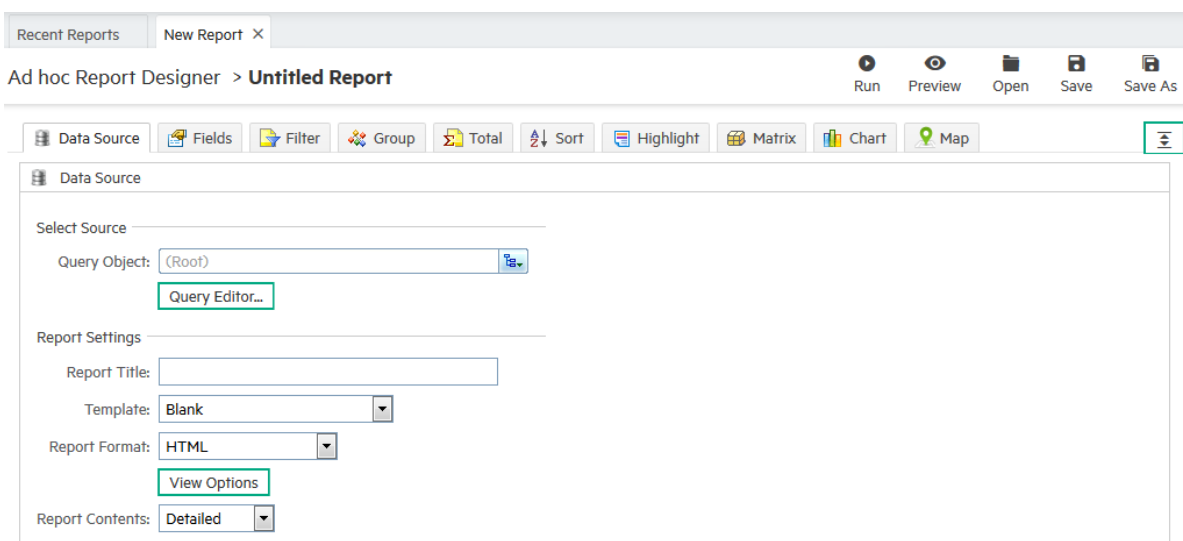 Recent Reports New Report ×
Ad hoc Report Designer > Untitled Report
Run Preview Open Save Save As
Data Source Fields Filter Group Total Sort Highlight Matrix Chart Map
Data Source
Select Source
Query Object: (Root)
Query Editor...
Report Settings
Report Title:
Template: Blank
Report Format: HTML
View Options
Report Contents: Detailed